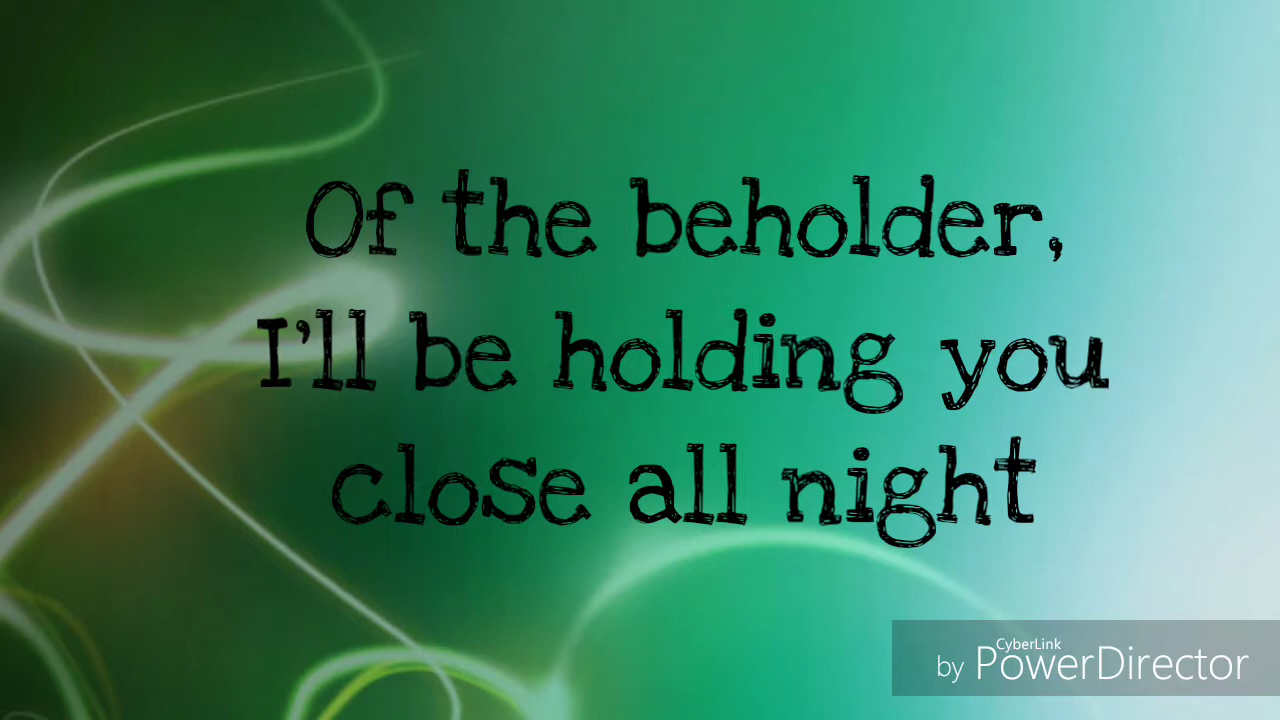 Of the beholder,
I'll be holding you
close all night
CyberLink
by PowerDirector